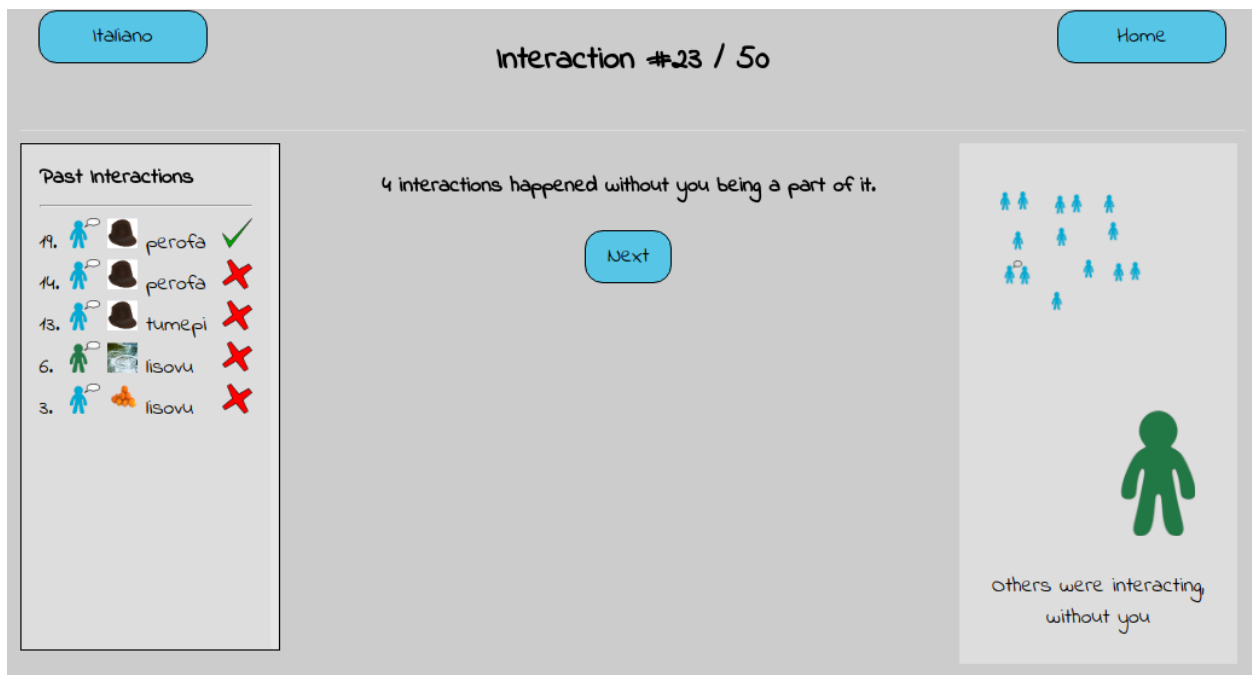 Italiano
Interaction #23 / 50
Home
Past Interactions
19. perofa
14. perofa
13. tumepi
6. lisovu
3. lisovu
4 interactions happened without you being a part of it.
Next
Others were interacting,
without you